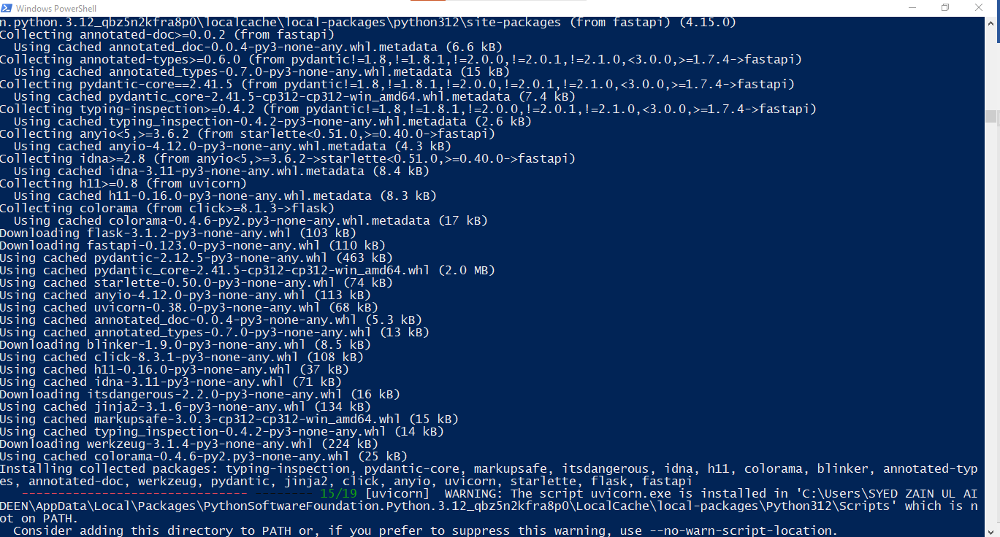 Windows PowerShell
n.python.3.12_qbz5n2kfra8p0\localcache\local-packages\python312\site-packages (from fastapi) (4.15.0)
Collecting annotated-doc>=0.0.2 (from fastapi)
  Using cached annotated_doc-0.0.4-py3-none-any.whl.metadata (6.6 kB)
Collecting annotated-types>=0.6.0 (from pydantic!=1.8,!=1.8.1,!=2.0.0,!=2.0.1,!=2.1.0,<3.0.0,>=1.7.4->fastapi)
  Using cached annotated_types-0.7.0-py3-none-any.whl.metadata (15 kB)
Collecting pydantic-core==2.41.5 (from pydantic!=1.8,!=1.8.1,!=2.0.0,!=2.0.1,!=2.1.0,<3.0.0,>=1.7.4->fastapi)
  Using cached pydantic_core-2.41.5-cp312-cp312-win_amd64.whl.metadata (7.4 kB)
Collecting typing-inspection>=0.4.2 (from pydantic!=1.8,!=1.8.1,!=2.0.0,!=2.0.1,!=2.1.0,<3.0.0,>=1.7.4->fastapi)
  Using cached typing_inspection-0.4.2-py3-none-any.whl.metadata (2.6 kB)
Collecting anyio<5,>=3.6.2 (from starlette<0.51.0,>=0.40.0->fastapi)
  Using cached anyio-4.12.0-py3-none-any.whl.metadata (4.3 kB)
Collecting idna>=2.8 (from anyio<5,>=3.6.2->starlette<0.51.0,>=0.40.0->fastapi)
  Using cached idna-3.11-py3-none-any.whl.metadata (8.4 kB)
Collecting h11>=0.8 (from uvicorn)
  Using cached h11-0.16.0-py3-none-any.whl.metadata (8.3 kB)
Collecting colorama (from click>=8.1.3->flask)
  Using cached colorama-0.4.6-py2.py3-none-any.whl.metadata (17 kB)
Downloading flask-3.1.2-py3-none-any.whl (103 kB)
Downloading fastapi-0.123.0-py3-none-any.whl (110 kB)
Using cached pydantic-2.12.5-py3-none-any.whl (463 kB)
Using cached pydantic_core-2.41.5-cp312-cp312-win_amd64.whl (2.0 MB)
Using cached starlette-0.50.0-py3-none-any.whl (74 kB)
Using cached anyio-4.12.0-py3-none-any.whl (113 kB)
Using cached uvicorn-0.38.0-py3-none-any.whl (68 kB)
Using cached annotated_doc-0.0.4-py3-none-any.whl (5.3 kB)
Using cached annotated_types-0.7.0-py3-none-any.whl (13 kB)
Downloading blinker-1.9.0-py3-none-any.whl (8.5 kB)
Using cached click-8.3.1-py3-none-any.whl (108 kB)
Using cached h11-0.16.0-py3-none-any.whl (37 kB)
Using cached idna-3.11-py3-none-any.whl (71 kB)
Downloading itsdangerous-2.2.0-py3-none-any.whl (16 kB)
Using cached jinja2-3.1.6-py3-none-any.whl (134 kB)
Using cached markupsafe-3.0.3-cp312-cp312-win_amd64.whl (15 kB)
Using cached typing_inspection-0.4.2-py3-none-any.whl (14 kB)
Downloading werkzeug-3.1.4-py3-none-any.whl (224 kB)
Using cached colorama-0.4.6-py2.py3-none-any.whl (25 kB)
Installing collected packages: typing-inspection, pydantic-core, markupsafe, itsdangerous, idna, h11, colorama, blinker, annotated-typ
es, annotated-doc, werkzeug, pydantic, jinja2, click, anyio, uvicorn, starlette, flask, fastapi
   ------------------------------- -------- 15/19 [uvicorn]  WARNING: The script uvicorn.exe is installed in 'C:\Users\SYED ZAIN UL AI
DEEN\AppData\Local\Packages\PythonSoftwareFoundation.Python.3.12_qbz5n2kfra8p0\LocalCache\local-packages\Python312\Scripts' which is n
ot on PATH.
  Consider adding this directory to PATH or, if you prefer to suppress this warning, use --no-warn-script-location.